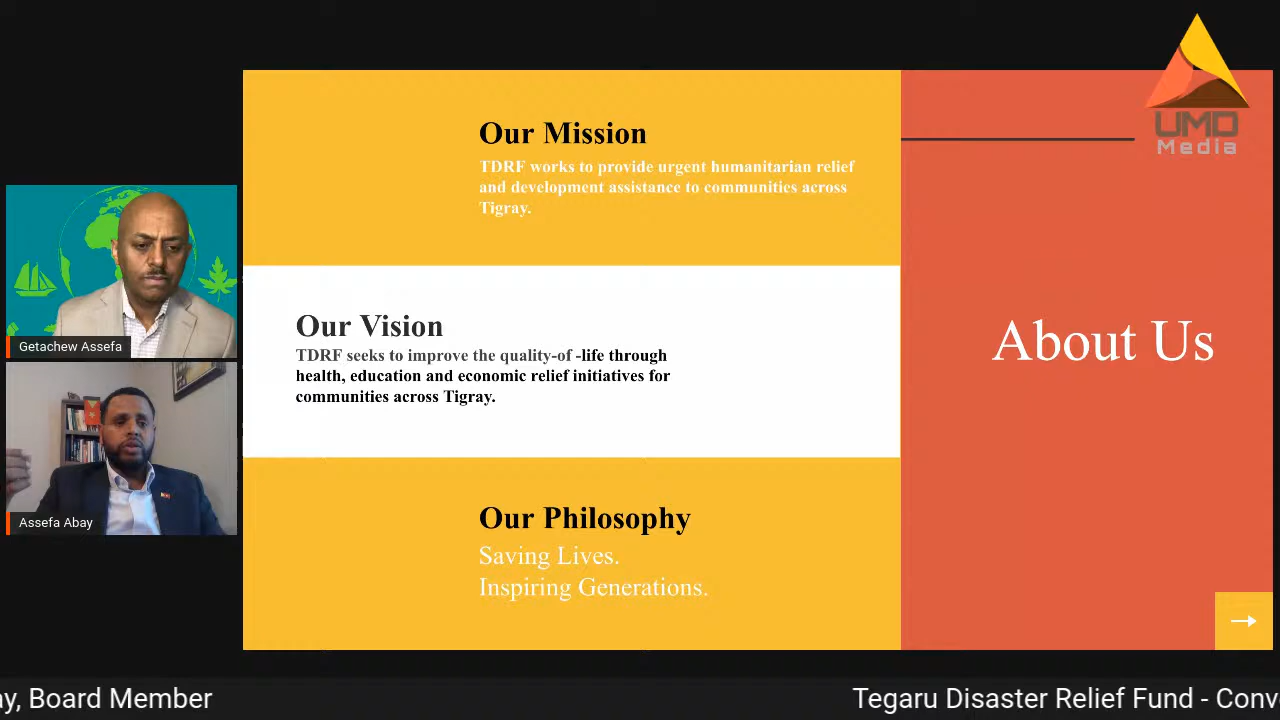 UMD
Media
Our Mission
TDRF works to provide urgent humanitarian relief
and development assistance to communities across
Tigray.
Our Vision
TDRF seeks to improve the quality-of -life through
health, education and economic relief initiatives for
communities across Tigray.
Our Philosophy
Saving Lives.
Inspiring Generations.
About Us
Getachew Assefa
Assefa Abay
ay, Board Member
Tegaru Disaster Relief Fund - Conv